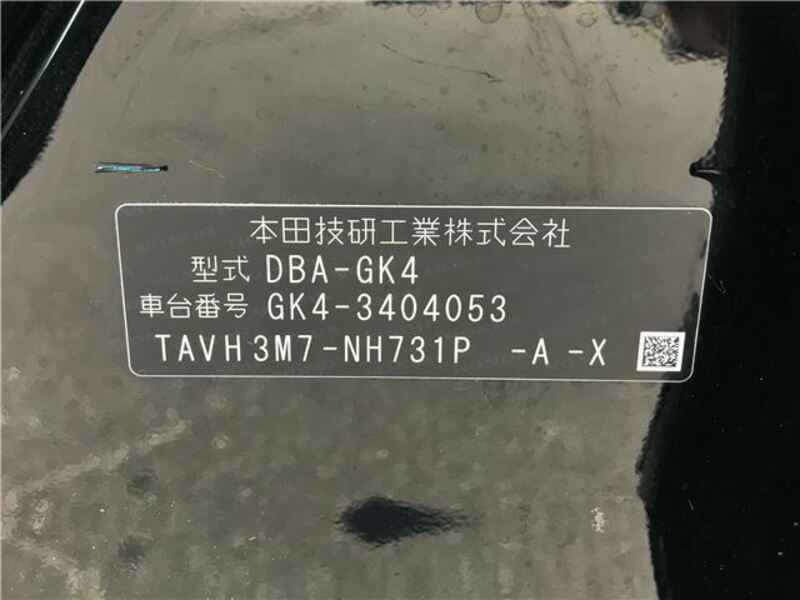 本田技研工業株式会社
型式 DBA-GK4
車台番号 GK4-3404053
TAVH3M7-NH731P -A -X